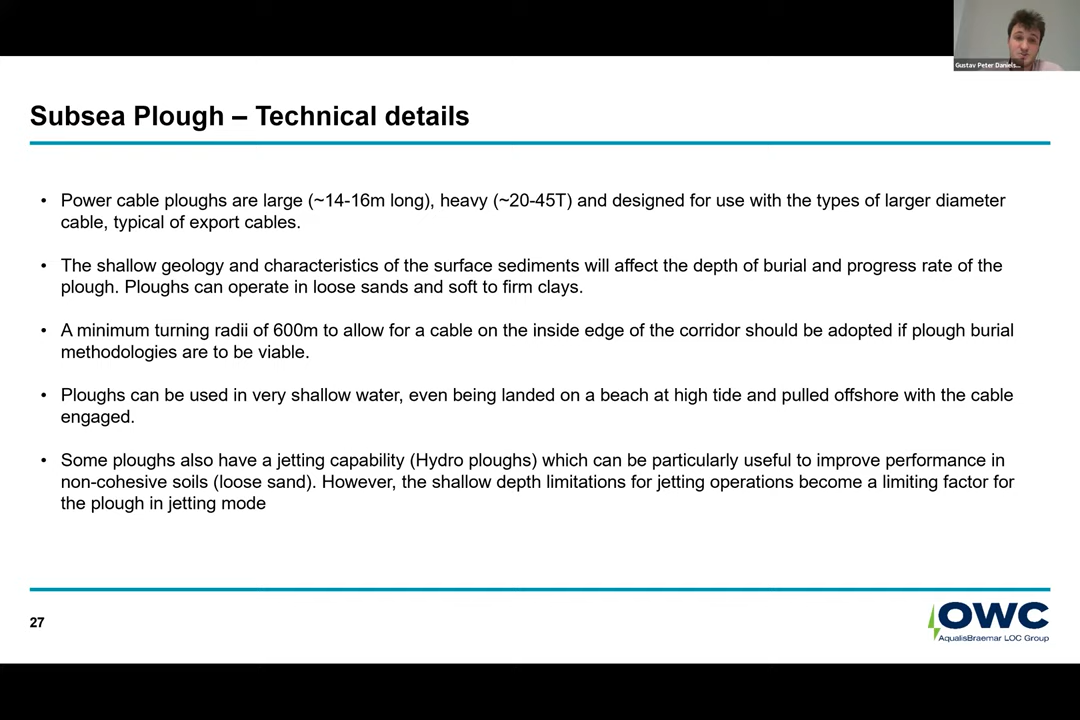 Gustav Peter Daniels...
Subsea Plough – Technical details
• Power cable ploughs are large (~14-16m long), heavy (~20-45T) and designed for use with the types of larger diameter
cable, typical of export cables.
• The shallow geology and characteristics of the surface sediments will affect the depth of burial and progress rate of the
plough. Ploughs can operate in loose sands and soft to firm clays.
• A minimum turning radii of 600m to allow for a cable on the inside edge of the corridor should be adopted if plough burial
methodologies are to be viable.
• Ploughs can be used in very shallow water, even being landed on a beach at high tide and pulled offshore with the cable
engaged.
• Some ploughs also have a jetting capability (Hydro ploughs) which can be particularly useful to improve performance in
non-cohesive soils (loose sand). However, the shallow depth limitations for jetting operations become a limiting factor for
the plough in jetting mode
27
OWC
AqualisBraemar LOC Group